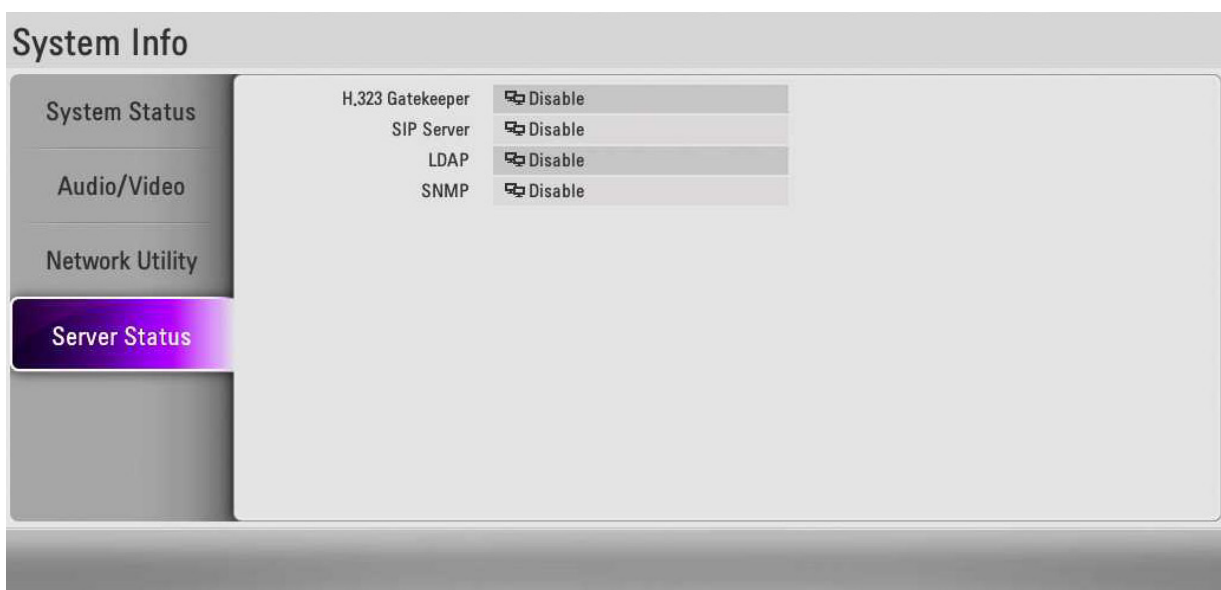 System Info
System Status
Audio/Video
Network Utility
Server Status
H.323 Gatekeeper Disable
SIP Server Disable
LDAP Disable
SNMP Disable